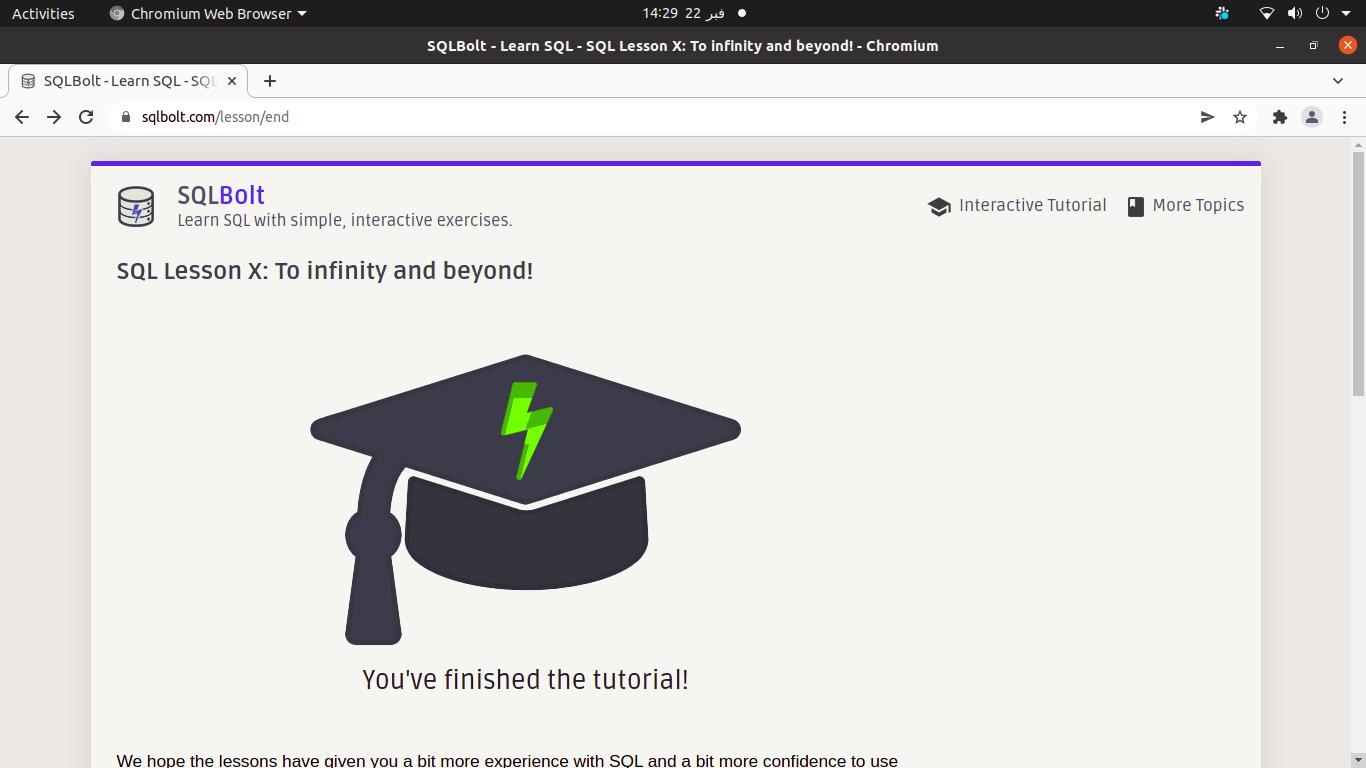 Activities
Chromium Web Browser
14:29 22 فبر
SQLBolt - Learn SQL - SQL Lesson X: To infinity and beyond! - Chromium
SQLBolt - Learn SQL - SQL
sqlbolt.com/lesson/end
SQLBolt
Learn SQL with simple, interactive exercises.
Interactive Tutorial
More Topics
SQL Lesson X: To infinity and beyond!
You've finished the tutorial!
We hope the lessons have given you a bit more experience with SQL and a bit more confidence to use